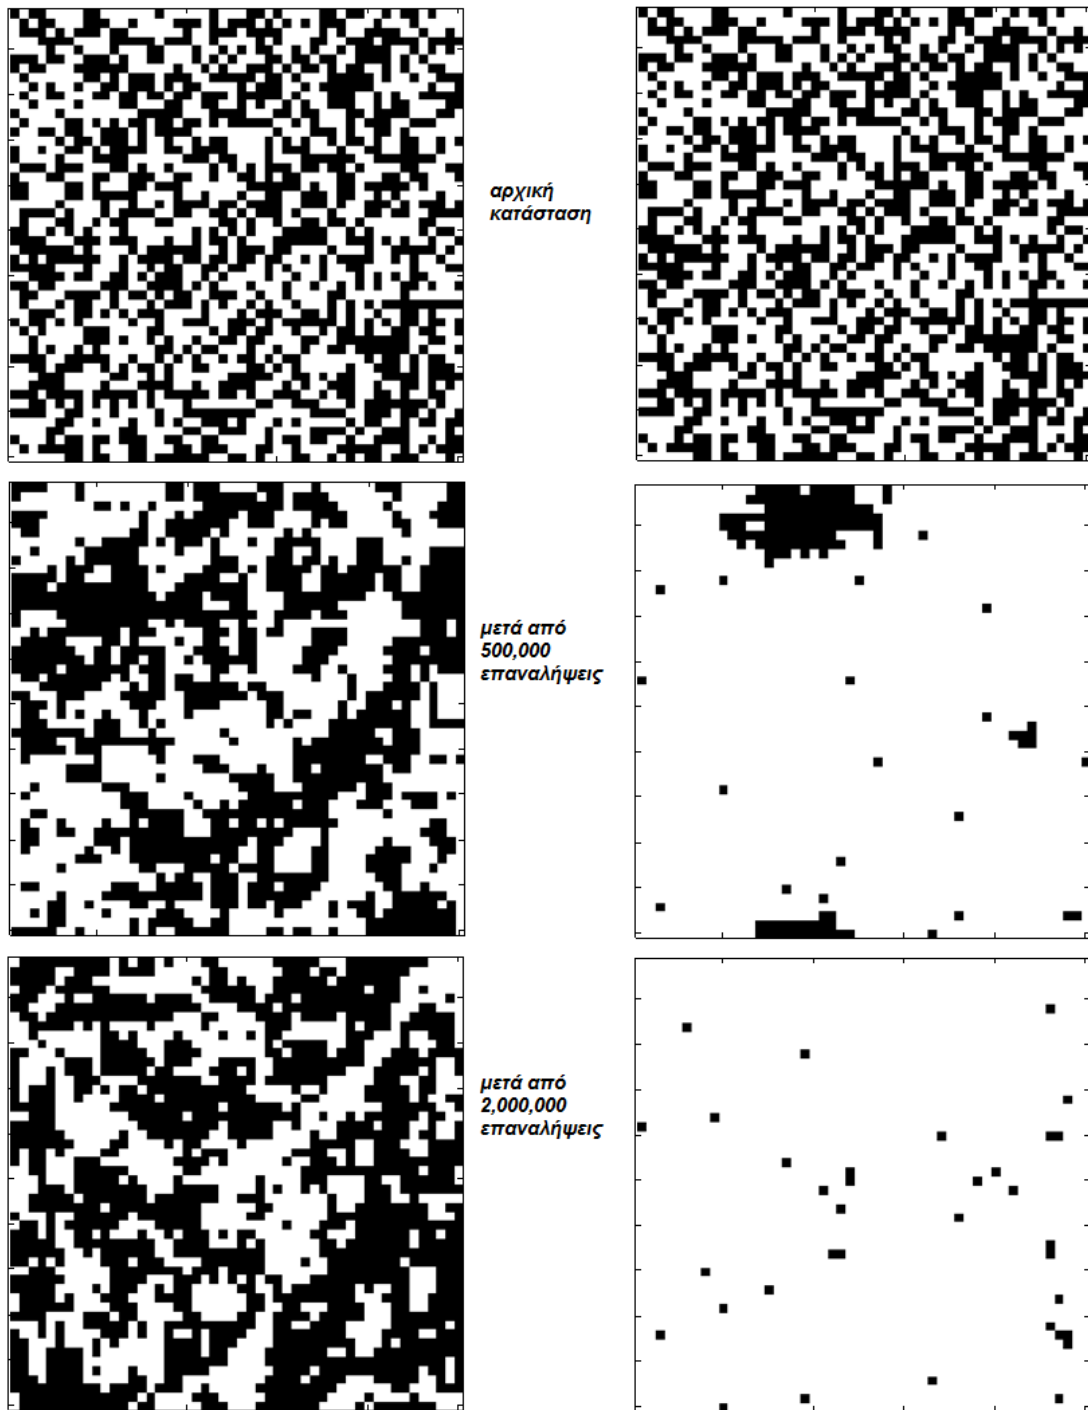 αρχική
κατάσταση
μετά από
500,000
επαναλήψεις
μετά από
2,000,000
επαναλήψεις